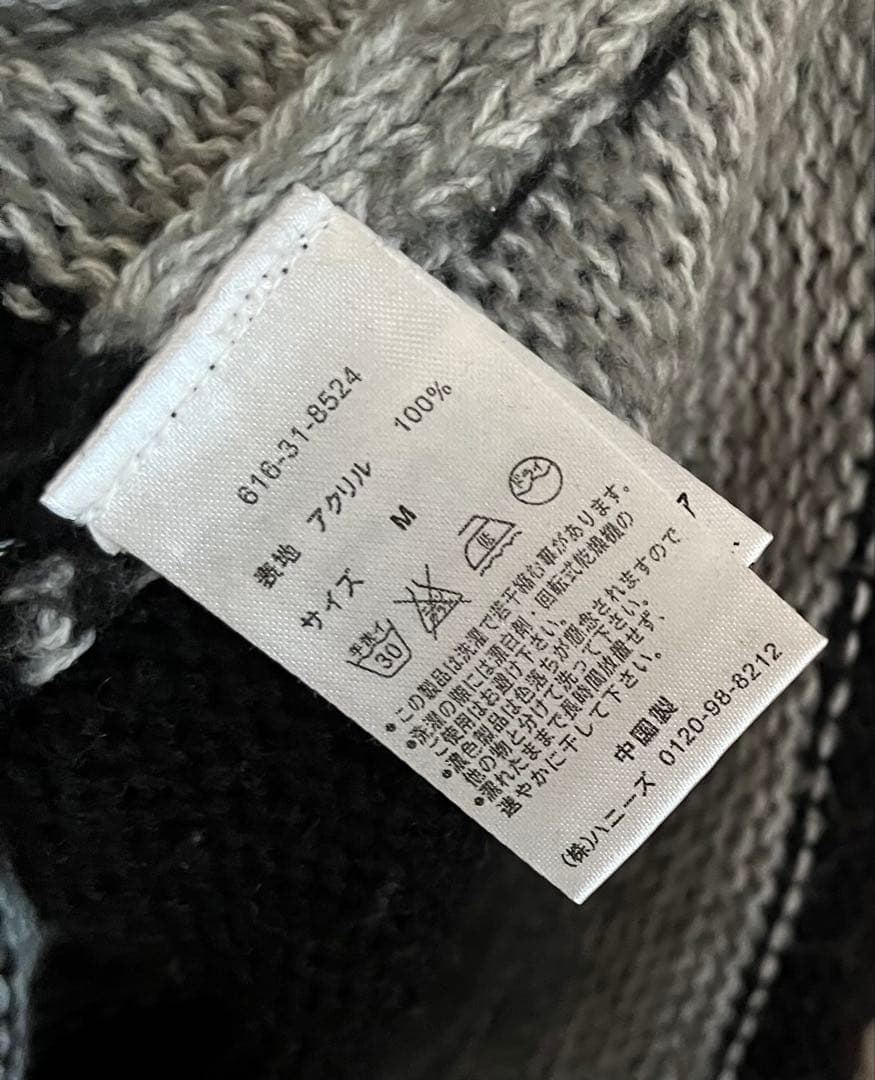 616-31-8524
表地 アクリル 100%
サイズ M
手洗イ 30 低 ドライ
•この製品は洗濯で若干縮む事があります。
•洗濯の際には漂白剤、回転式乾燥機の
ご使用はお避け下さい。
•濃色製品は色落ちが懸念されますので
他の物と分けて洗って下さい。
•濡れたままで長時間放置せず、
速やかに干して下さい。
中国製
(株)ハニーズ 0120-98-8212
ア